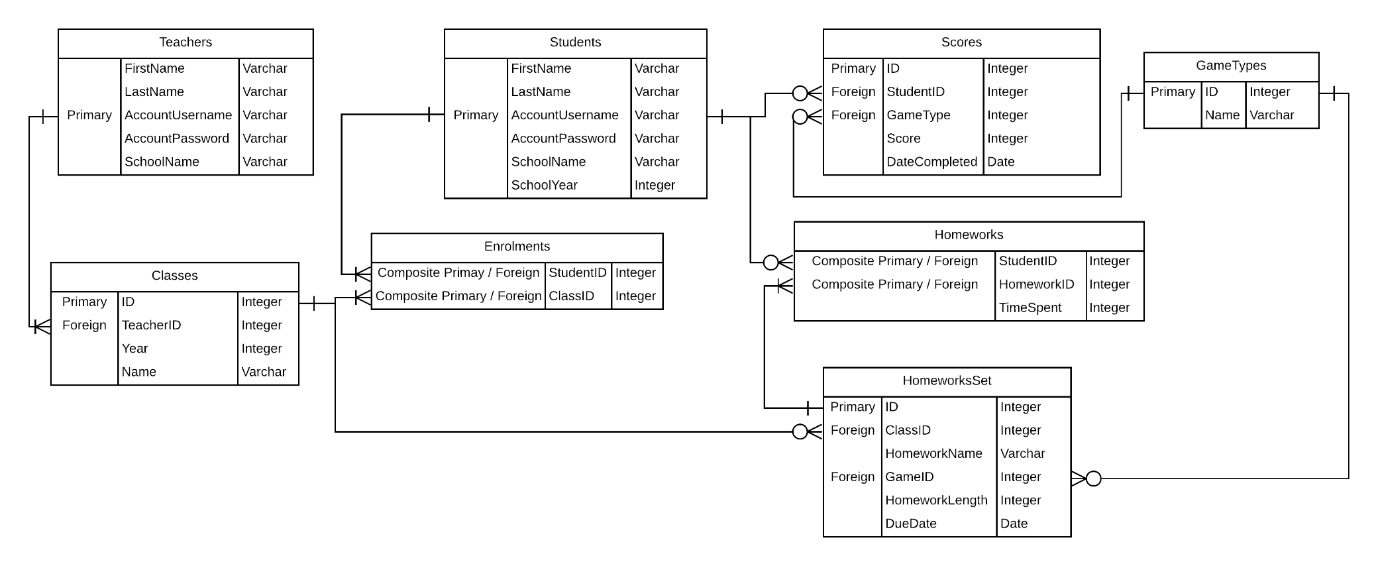 Teachers
FirstName Varchar
LastName Varchar
Primary AccountUsername Varchar
AccountPassword Varchar
SchoolName Varchar
Students
FirstName Varchar
LastName Varchar
Primary AccountUsername Varchar
AccountPassword Varchar
SchoolName Varchar
SchoolYear Integer
Scores
Primary ID Integer
Foreign StudentID Integer
Foreign GameType Integer
Score Integer
DateCompleted Date
GameTypes
Primary ID Integer
Name Varchar
Classes
Primary ID Integer
Foreign TeacherID Integer
Year Integer
Name Varchar
Enrolments
Composite Primay / Foreign StudentID Integer
Composite Primary / Foreign ClassID Integer
Homeworks
Composite Primary / Foreign StudentID Integer
Composite Primary / Foreign HomeworkID Integer
TimeSpent Integer
HomeworksSet
Primary ID Integer
Foreign ClassID Integer
HomeworkName Varchar
Foreign GameID Integer
HomeworkLength Integer
DueDate Date